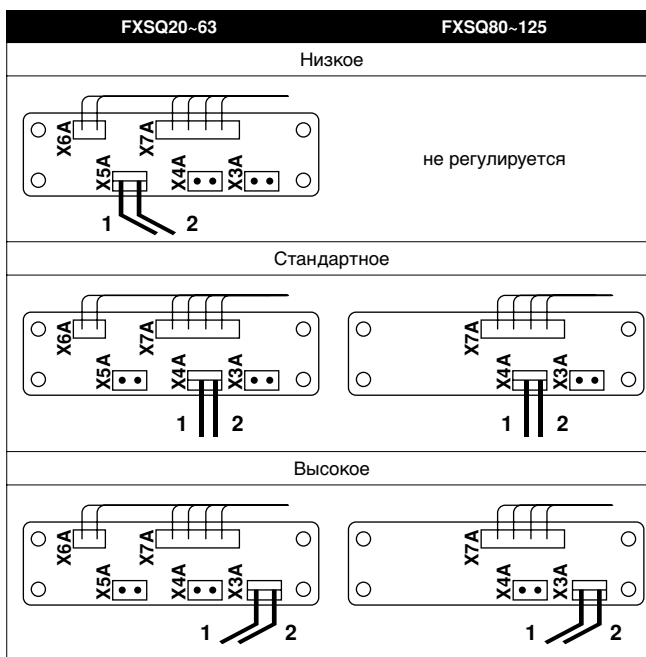 FXSQ20~63 FXSQ80~125
Низкое
X6A X7A
X5A X4A X3A
1 2
не регулируется
Стандартное
X6A X7A
X5A X4A X3A
1 2
X7A
X4A X3A
1 2
Высокое
X6A X7A
X5A X4A X3A
1 2
X7A
X4A X3A
1 2